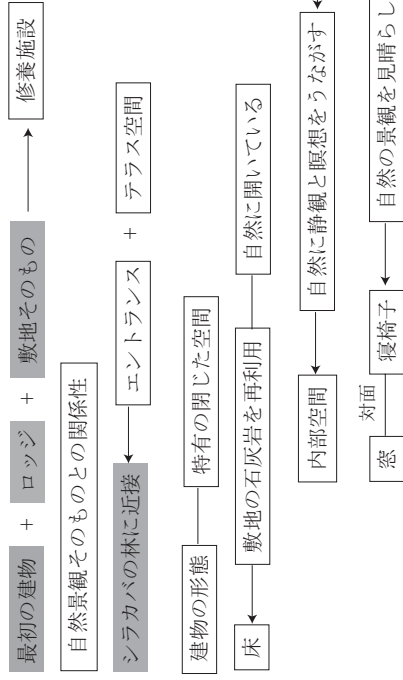 最初の建物 + ロッジ + 敷地そのもの 修養施設
自然景観そのものとの関係性
シラカバの林に近接 エントランス + テラス空間
建物の形態 特有の閉じた空間
床 敷地の石灰岩を再利用 自然に開いている
内部空間 自然に静観と瞑想をうながす
窓 対面 寝椅子 自然の景観を見晴らし